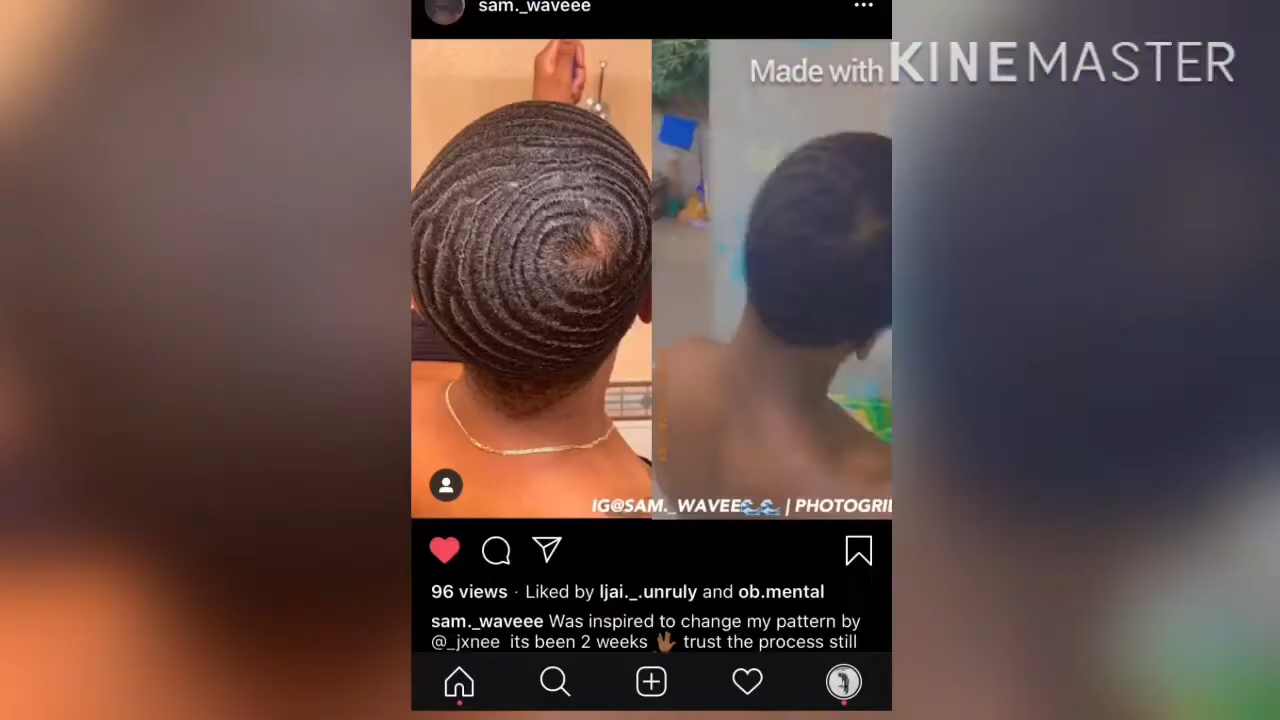 sam._waveee
Made with KINEMASTER
IG@SAM._WAVEE🌊🌊 | PHOTOGRI
96 views · Liked by ljai._.unruly and ob.mental
sam._waveee Was inspired to change my pattern by
@_jxnee its been 2 weeks 🖖🏾 trust the process still